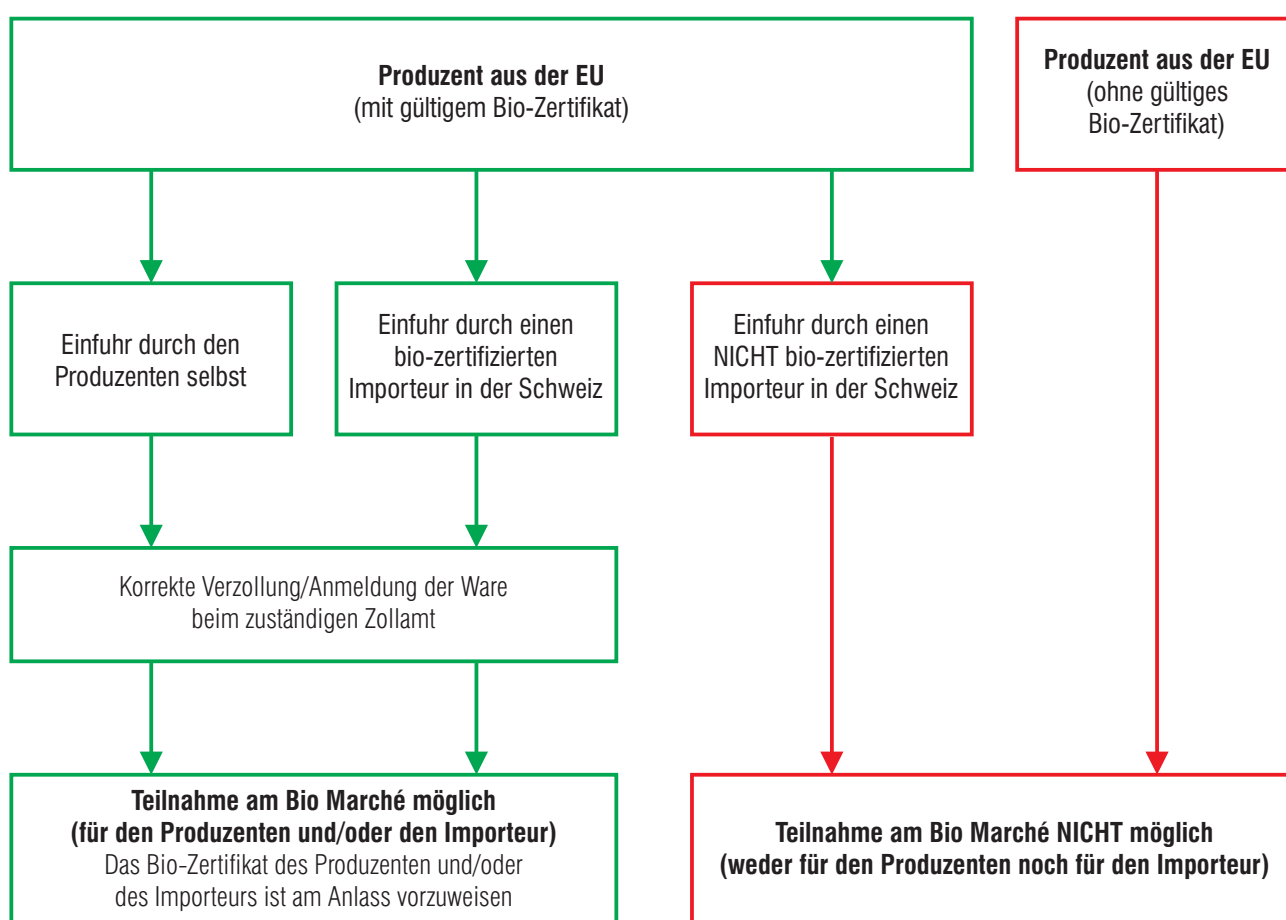 Produzent aus der EU
(mit gültigem Bio-Zertifikat)
Produzent aus der EU
(ohne gültiges
Bio-Zertifikat)
Einfuhr durch den
Produzenten selbst
Einfuhr durch einen
bio-zertifizierten
Importeur in der Schweiz
Einfuhr durch einen
NICHT bio-zertifizierten
Importeur in der Schweiz
Korrekte Verzollung/Anmeldung der Ware
beim zuständigen Zollamt
Teilnahme am Bio Marché möglich
(für den Produzenten und/oder den Importeur)
Das Bio-Zertifikat des Produzenten und/oder
des Importeurs ist am Anlass vorzuweisen
Teilnahme am Bio Marché NICHT möglich
(weder für den Produzenten noch für den Importeur)